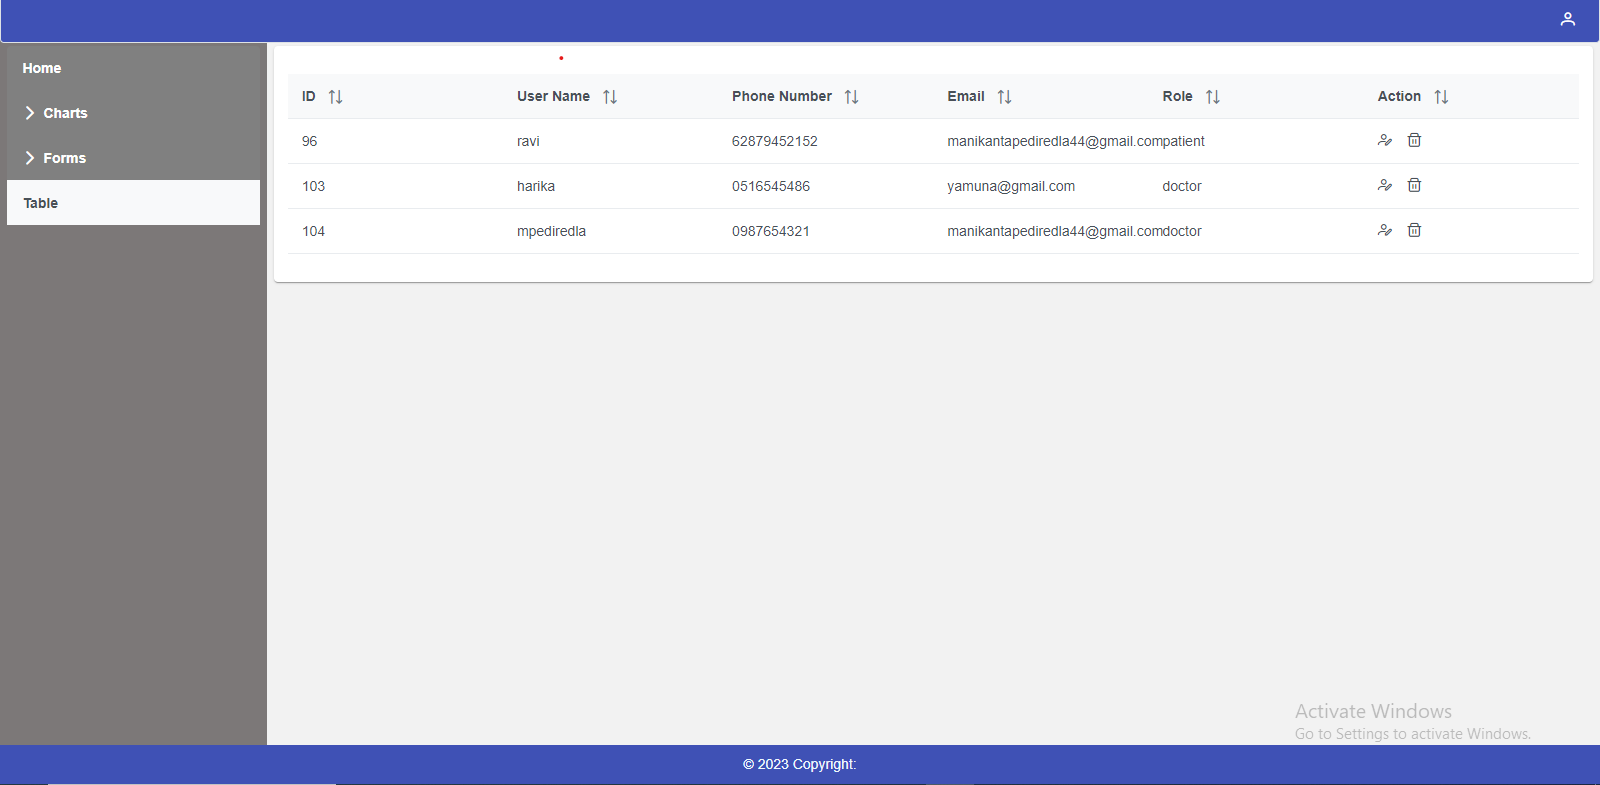 Home
Charts
Forms
Table
ID User Name Phone Number Email Role Action
96 ravi 62879452152 manikantapediredla44@gmail.compatient
103 harika 0516545486 yamuna@gmail.com doctor
104 mpediredla 0987654321 manikantapediredla44@gmail.comdoctor
Activate Windows
Go to Settings to activate Windows.
© 2023 Copyright: